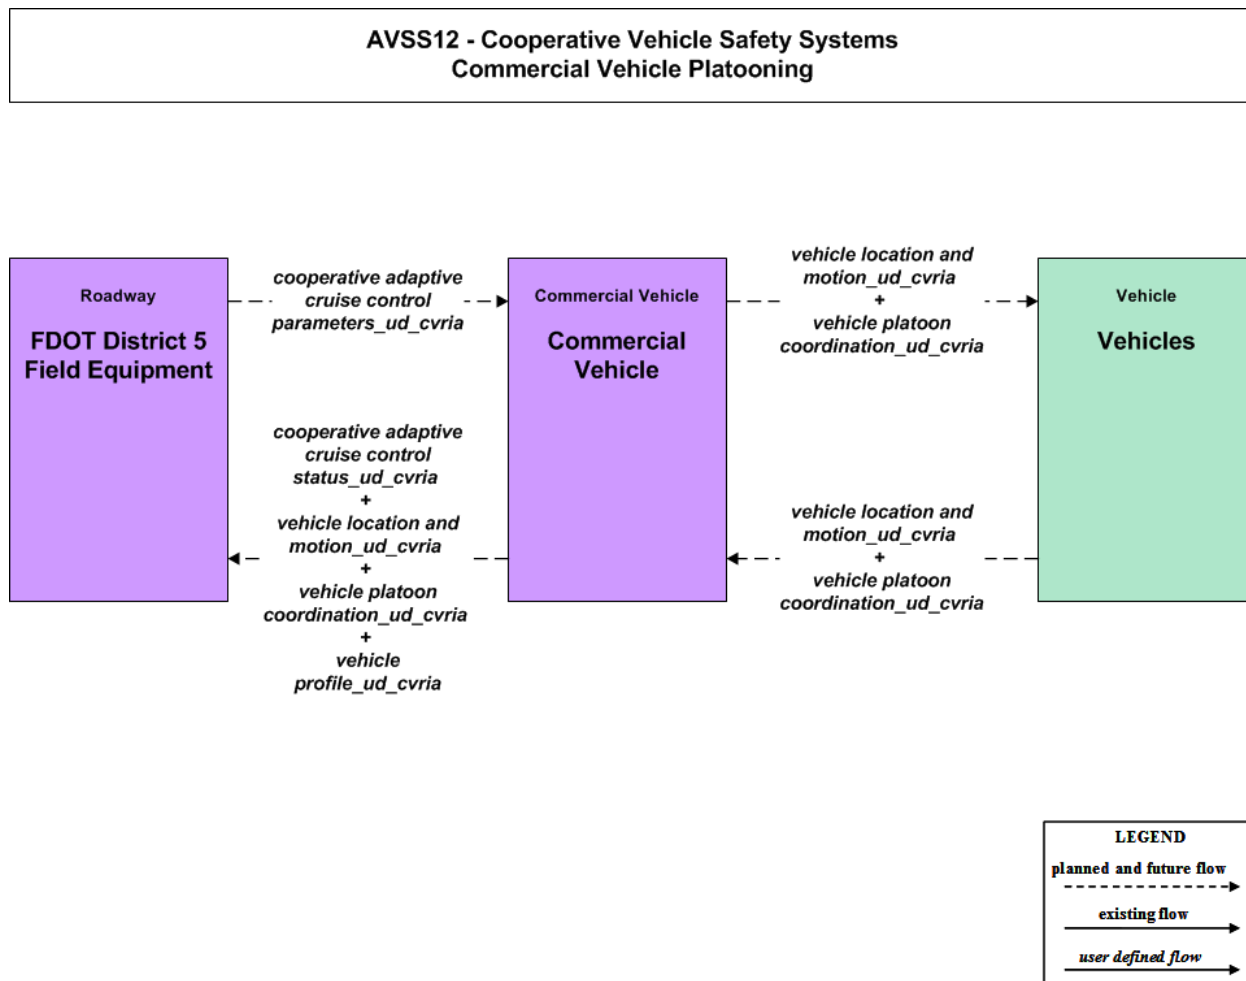 AVSS12 - Cooperative Vehicle Safety Systems
Commercial Vehicle Platooning
Roadway
FDOT District 5
Field Equipment
cooperative adaptive
cruise control
parameters_ud_cvria
Commercial Vehicle
Commercial
Vehicle
vehicle location and
motion_ud_cvria
+
vehicle platoon
coordination_ud_cvria
Vehicle
Vehicles
cooperative adaptive
cruise control
status_ud_cvria
+
vehicle location and
motion_ud_cvria
+
vehicle platoon
coordination_ud_cvria
+
vehicle
profile_ud_cvria
vehicle location and
motion_ud_cvria
+
vehicle platoon
coordination_ud_cvria
LEGEND
planned and future flow
existing flow
user defined flow